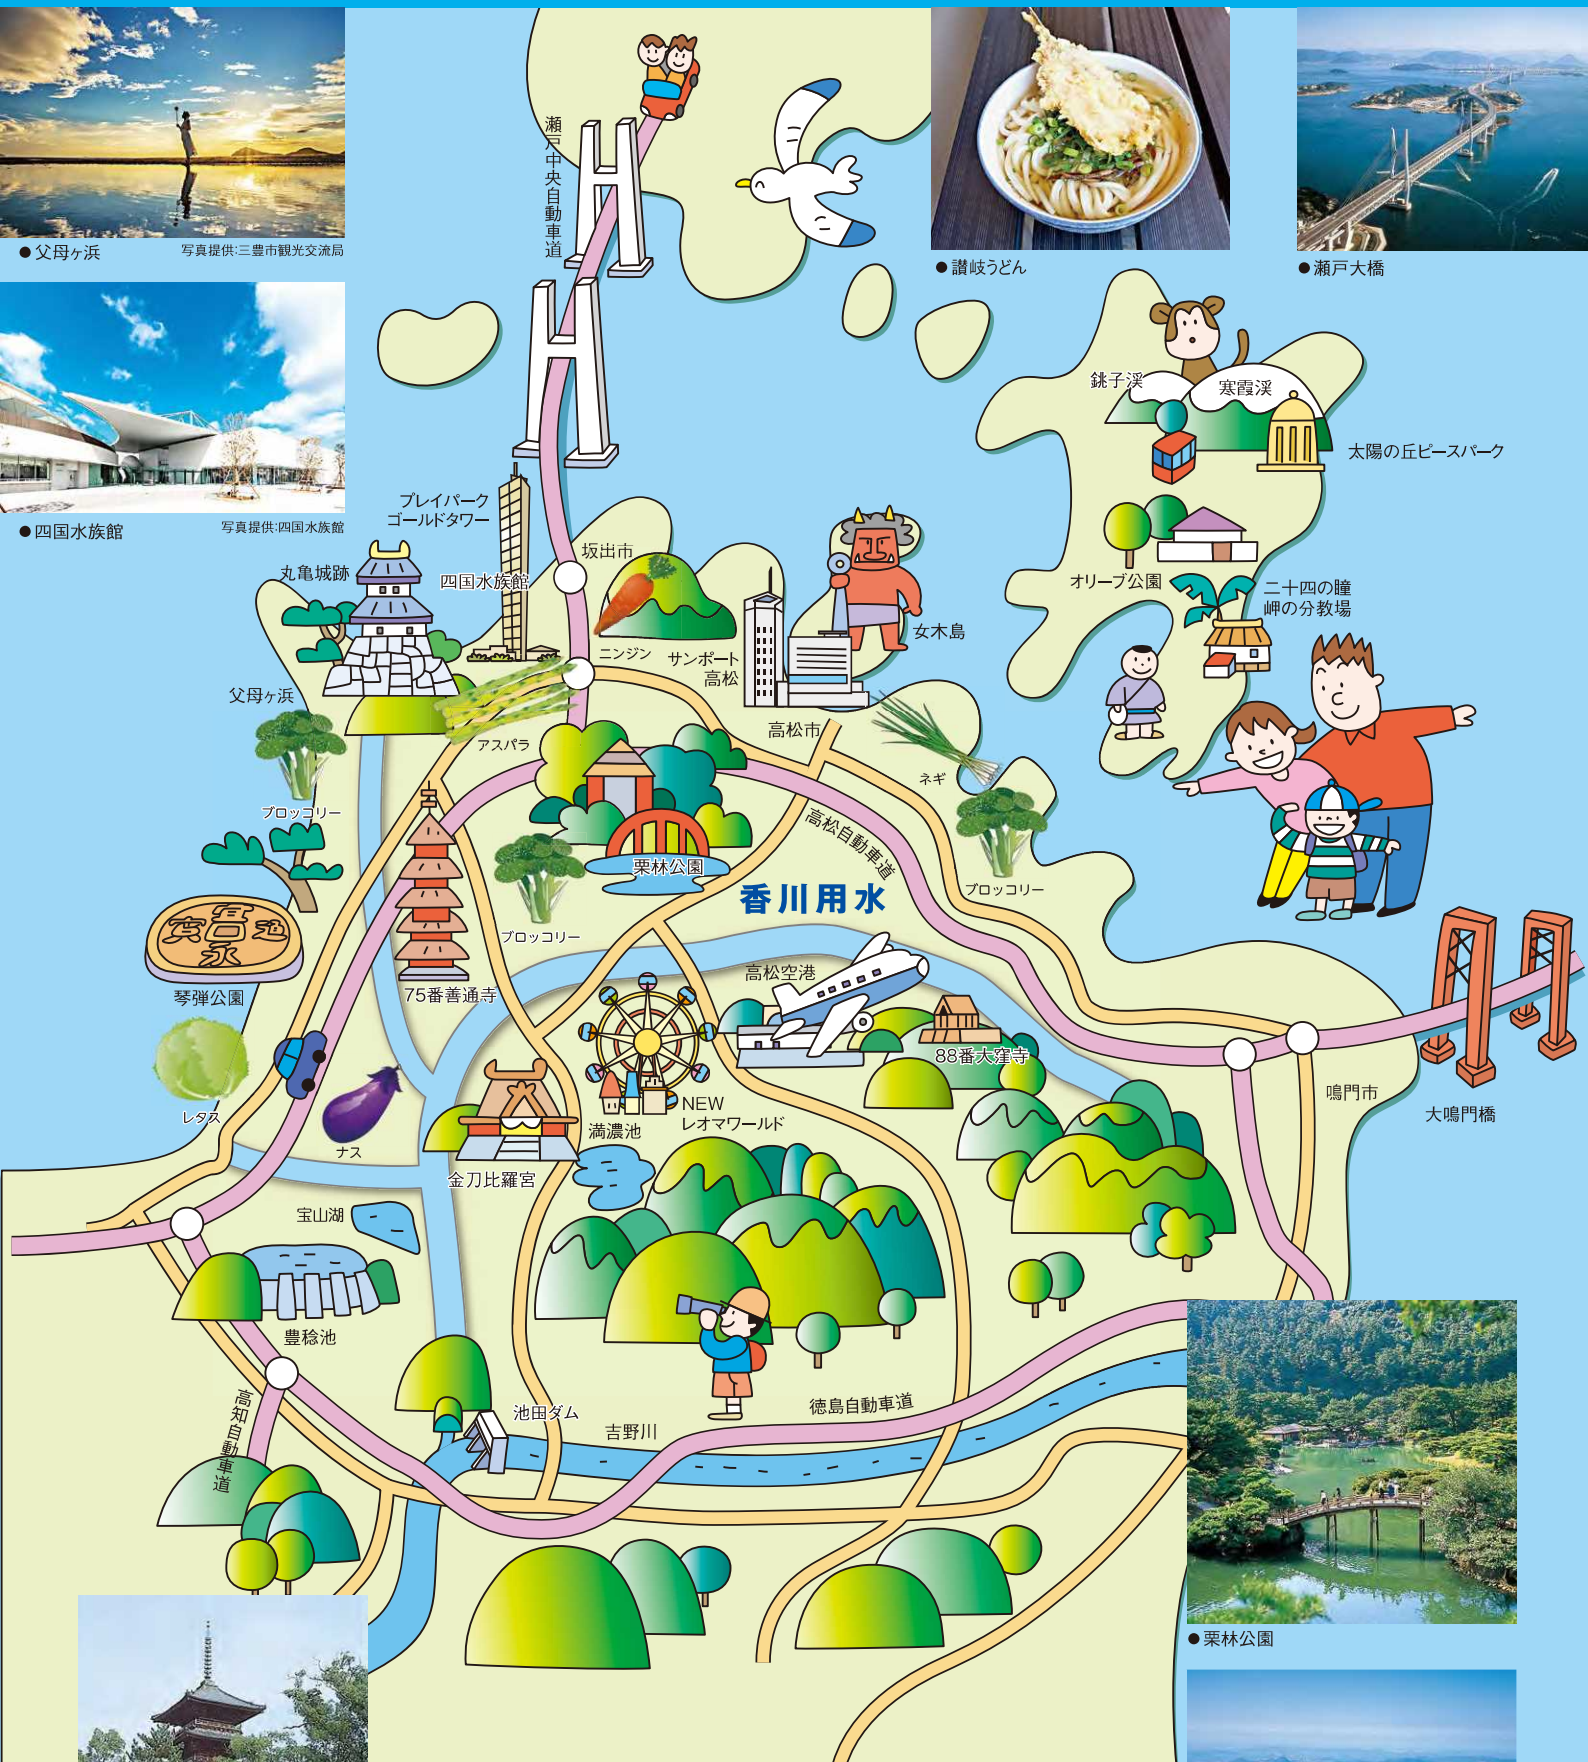 瀬戸中央自動車道
●父母ヶ浜
写真提供:三豊市観光交流局
●讃岐うどん
●瀬戸大橋
銚子渓
寒霞渓
太陽の丘ピースパーク
●四国水族館
写真提供:四国水族館
プレイパーク
ゴールドタワー
坂出市
丸亀城跡
四国水族館
オリーブ公園
二十四の瞳
岬の分教場
女木島
ニンジン
サンポート
高松
父母ヶ浜
アスパラ
高松市
ネギ
ブロッコリー
高松自動車道
栗林公園
ブロッコリー
香川用水
ブロッコリー
高松空港
琴弾公園
75番善通寺
88番大窪寺
鳴門市
大鳴門橋
レタス
ナス
NEW
レオマワールド
満濃池
金刀比羅宮
宝山湖
豊稔池
高知自動車道
池田ダム
吉野川
徳島自動車道
●栗林公園